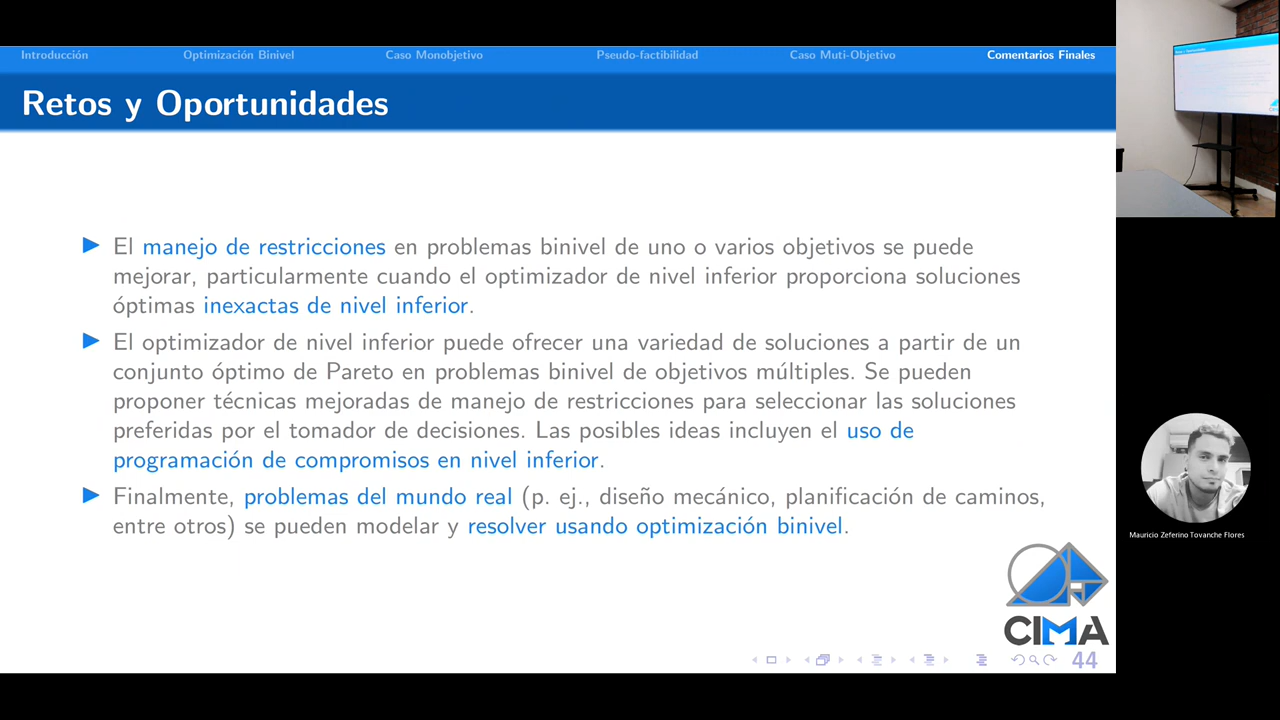 Introducción Optimización Binivel Caso Monobjetivo Pseudo-factibilidad Caso Muti-Objetivo Comentarios Finales
Retos y Oportunidades
El manejo de restricciones en problemas binivel de uno o varios objetivos se puede
mejorar, particularmente cuando el optimizador de nivel inferior proporciona soluciones
óptimas inexactas de nivel inferior.
El optimizador de nivel inferior puede ofrecer una variedad de soluciones a partir de un
conjunto óptimo de Pareto en problemas binivel de objetivos múltiples. Se pueden
proponer técnicas mejoradas de manejo de restricciones para seleccionar las soluciones
preferidas por el tomador de decisiones. Las posibles ideas incluyen el uso de
programación de compromisos en nivel inferior.
Finalmente, problemas del mundo real (p. ej., diseño mecánico, planificación de caminos,
entre otros) se pueden modelar y resolver usando optimización binivel.
CIMA
44
Mauricio Zeferino Tovanche Flores